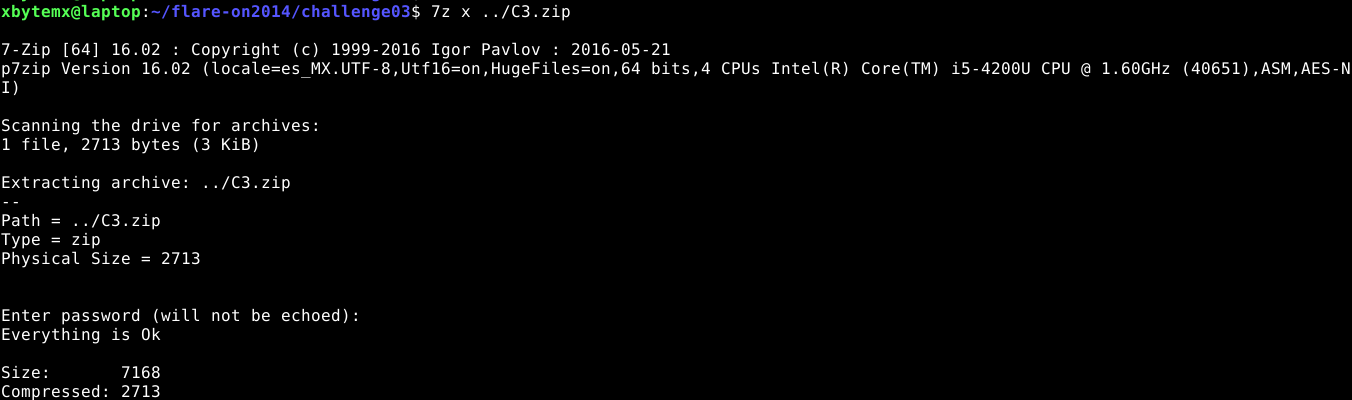 xbytemx@laptop:~/flare-on2014/challenge03$ 7z x ../C3.zip
7-Zip [64] 16.02 : Copyright (c) 1999-2016 Igor Pavlov : 2016-05-21
p7zip Version 16.02 (locale=es_MX.UTF-8,Utf16=on,HugeFiles=on,64 bits,4 CPUs Intel(R) Core(TM) i5-4200U CPU @ 1.60GHz (40651),ASM,AES-N
I)
Scanning the drive for archives:
1 file, 2713 bytes (3 KiB)
Extracting archive: ../C3.zip
--
Path = ../C3.zip
Type = zip
Physical Size = 2713
Enter password (will not be echoed):
Everything is Ok
Size:       7168
Compressed: 2713